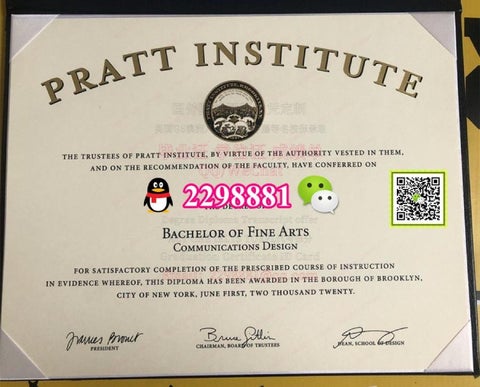 PRATT INSTITUTE
THE TRUSTEES OF PRATT INSTITUTE, BY VIRTUE OF THE AUTHORITY VESTED IN THEM,
AND ON THE RECOMMENDATION OF THE FACULTY, HAVE CONFERRED ON
2298881
BACHELOR OF FINE ARTS
COMMUNICATIONS DESIGN
FOR SATISFACTORY COMPLETION OF THE PRESCRIBED COURSE OF INSTRUCTION
IN EVIDENCE WHEREOF, THIS DIPLOMA HAS BEEN AWARDED IN THE BOROUGH OF BROOKLYN,
CITY OF NEW YORK, JUNE FIRST, TWO THOUSAND TWENTY.
PRESIDENT
CHAIRMAN, BOARD OF TRUSTEES
DEAN, SCHOOL OF DESIGN